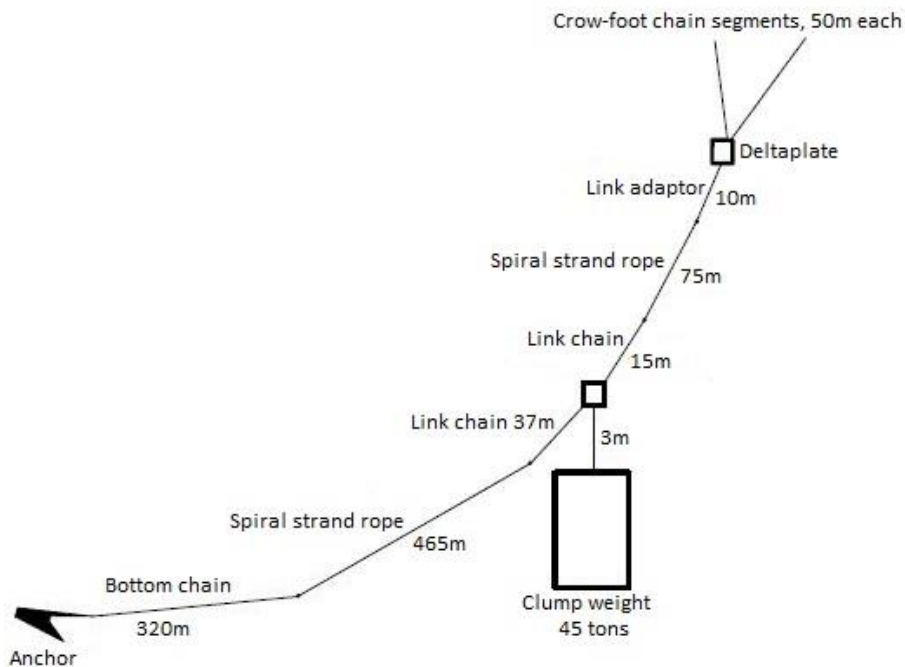 Crow-foot chain segments, 50m each
Deltaplate
Link adaptor
10m
Spiral strand rope
75m
Link chain
15m
Link chain 37m
3m
Spiral strand rope
465m
Bottom chain
320m
Clump weight
45 tons
Anchor